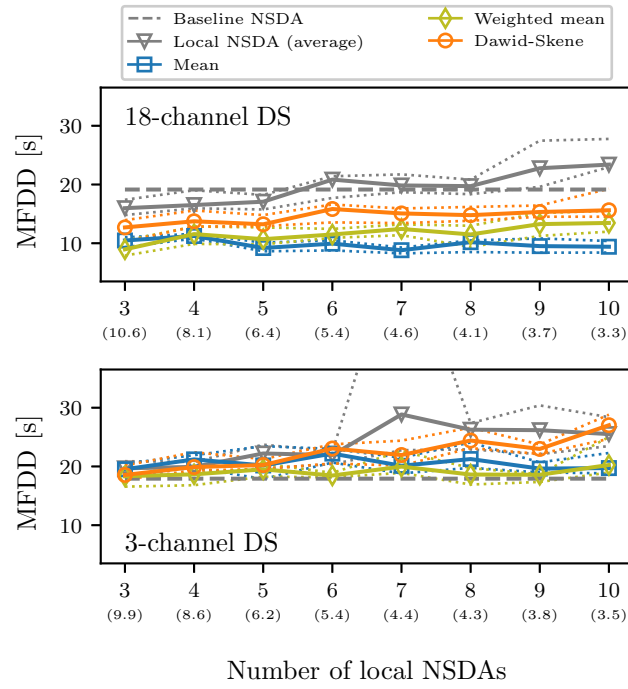 Baseline NSDA
Local NSDA (average)
Mean
Weighted mean
Dawid-Skene
18-channel DS
MFDD [s]
30
20
10
3 4 5 6 7 8 9 10
(10.6) (8.1) (6.4) (5.4) (4.6) (4.1) (3.7) (3.3)
MFDD [s]
30
20
10
3-channel DS
3 4 5 6 7 8 9 10
(9.9) (8.6) (6.2) (5.4) (4.4) (4.3) (3.8) (3.5)
Number of local NSDAs